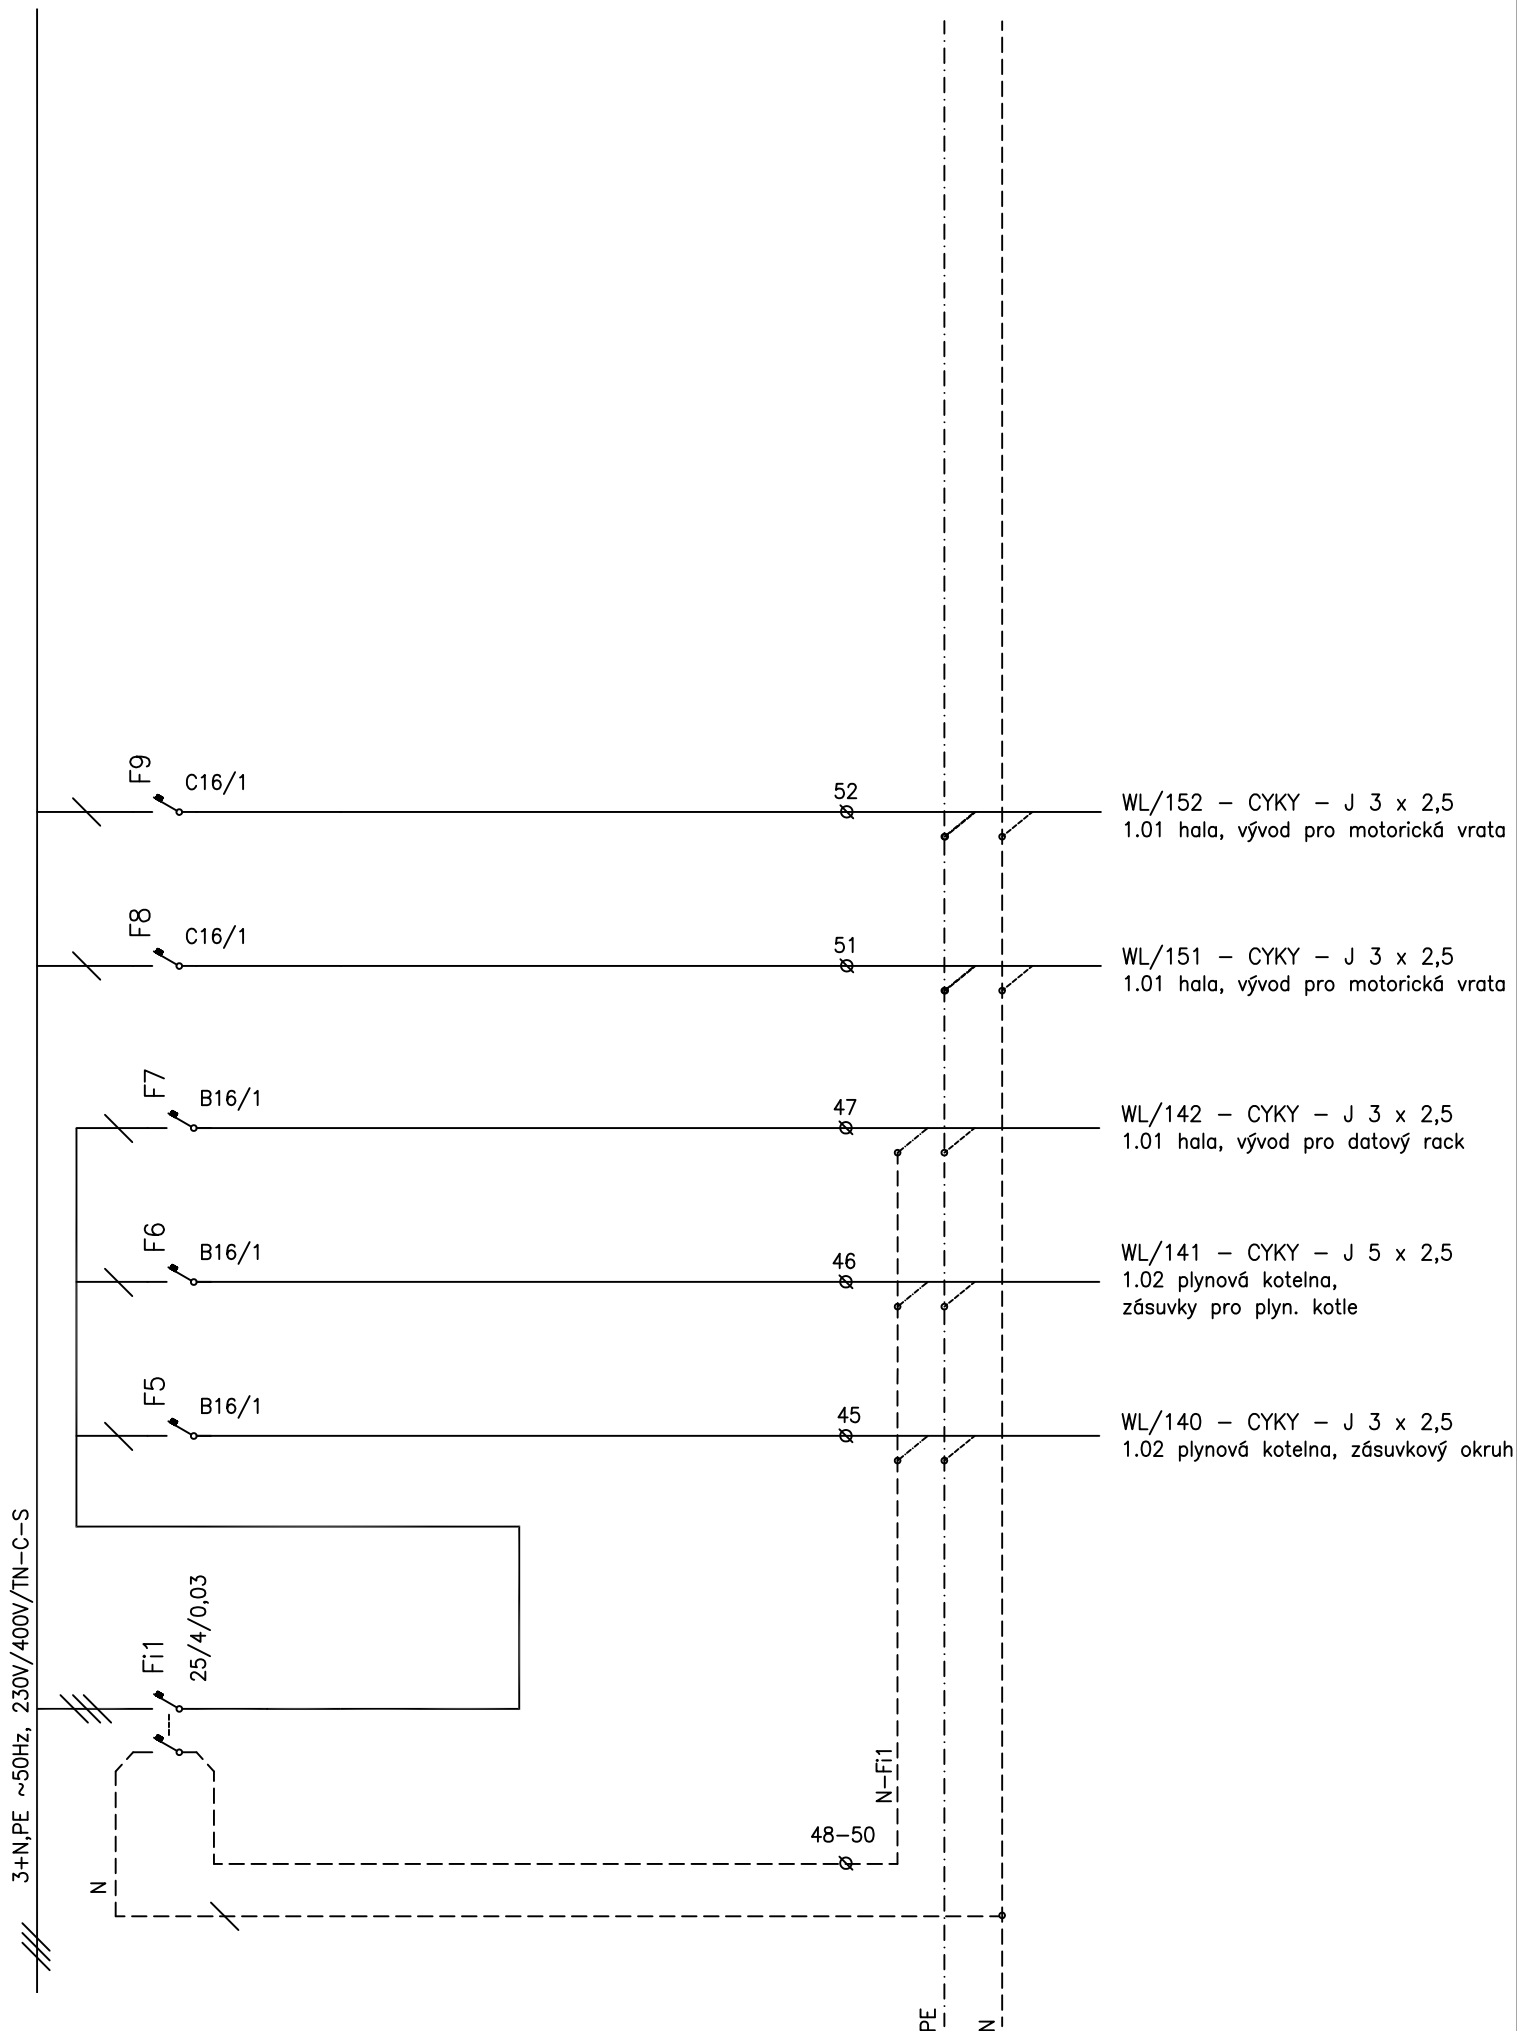 F9
C16/1
52
WL/152 – CYKY – J 3 x 2,5
1.01 hala, vývod pro motorická vrata
F8
C16/1
51
WL/151 – CYKY – J 3 x 2,5
1.01 hala, vývod pro motorická vrata
F7
B16/1
47
WL/142 – CYKY – J 3 x 2,5
1.01 hala, vývod pro datový rack
F6
B16/1
46
WL/141 – CYKY – J 5 x 2,5
1.02 plynová kotelna,
zásuvky pro plyn. kotle
F5
B16/1
45
WL/140 – CYKY – J 3 x 2,5
1.02 plynová kotelna, zásuvkový okruh
3+N,PE ~50Hz, 230V/400V/TN–C–S
Fi1
25/4/0,03
N–Fi1
48–50
N
PE
N